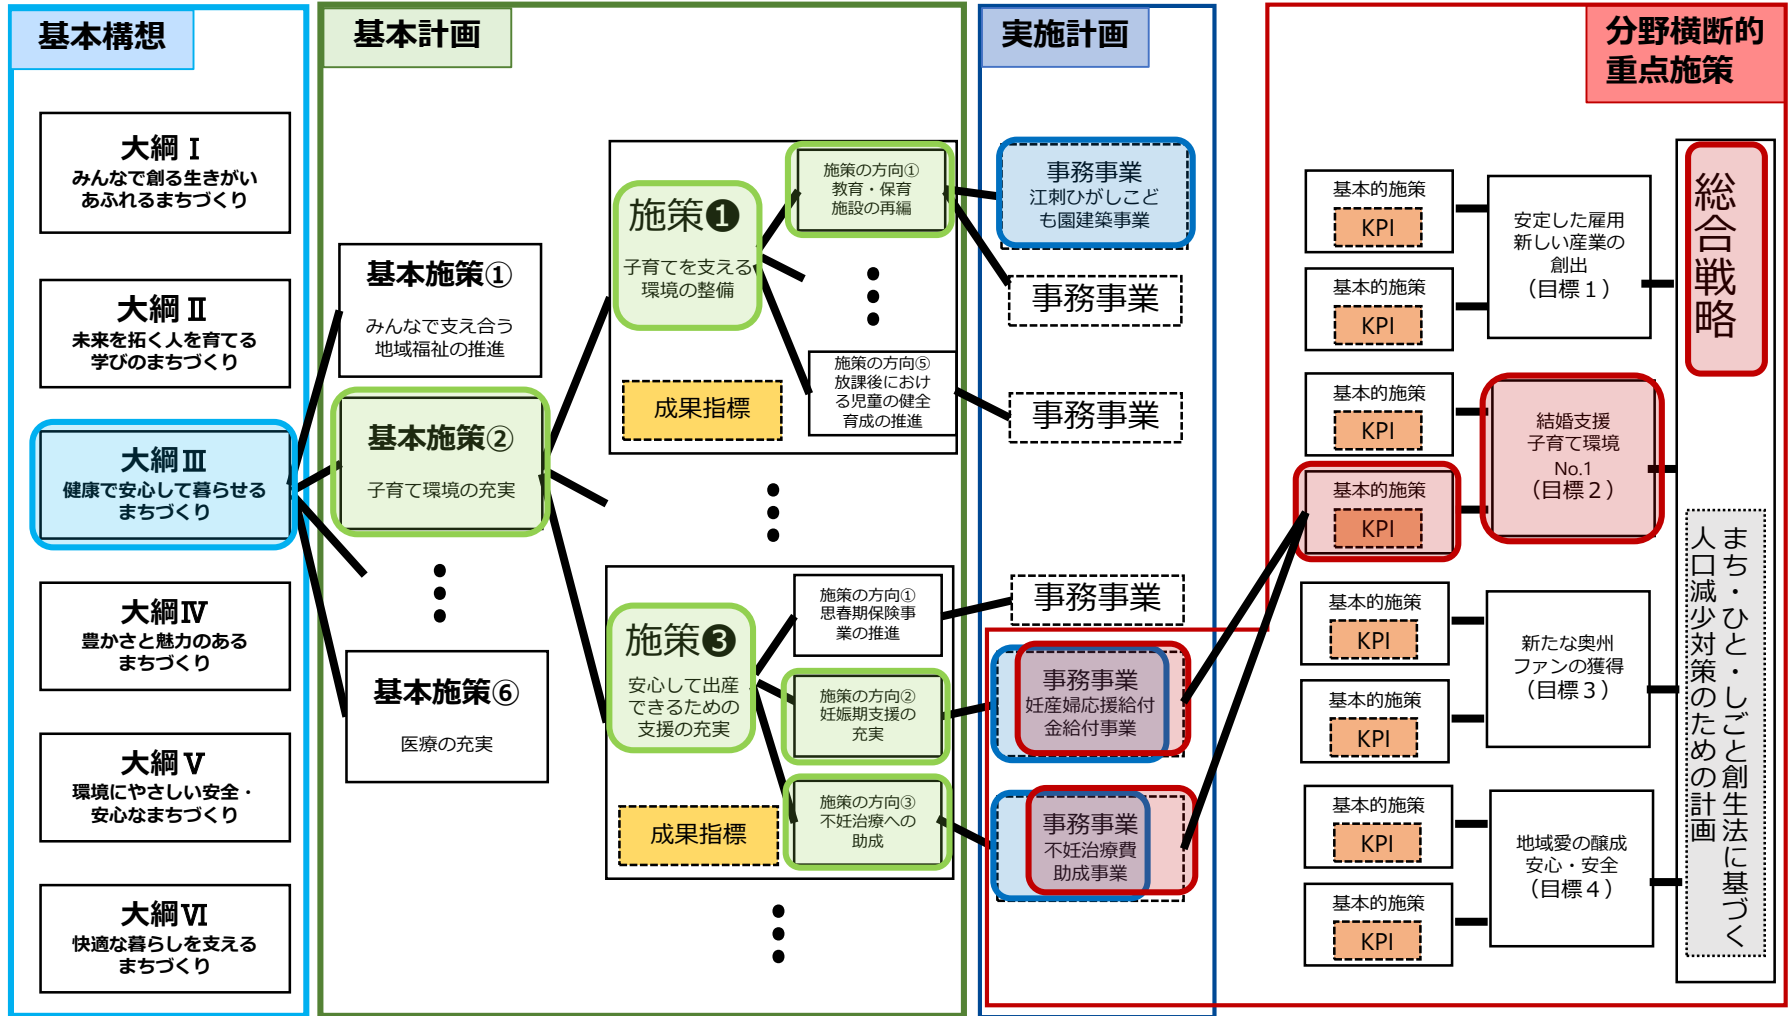 基本構想
大綱Ⅰ
みんなで創る生きがい
あふれるまちづくり
大綱Ⅱ
未来を拓く人を育てる
学びのまちづくり
大綱Ⅲ
健康で安心して暮らせる
まちづくり
大綱Ⅳ
豊かさと魅力のある
まちづくり
大綱Ⅴ
環境にやさしい安全・
安心なまちづくり
大綱Ⅵ
快適な暮らしを支える
まちづくり
基本計画
基本施策①
みんなで支え合う
地域福祉の推進
基本施策②
子育て環境の充実
基本施策⑥
医療の充実
施策❶
子育てを支える
環境の整備
成果指標
施策の方向①
教育・保育
施設の再編
施策の方向⑤
放課後におけ
る児童の健全
育成の推進
施策❸
安心して出産
できるための
支援の充実
成果指標
施策の方向①
思春期保険事
業の推進
施策の方向②
妊娠期支援の
充実
施策の方向③
不妊治療への
助成
実施計画
事務事業
江刺ひがしこど
も園建築事業
事務事業
事務事業
事務事業
事務事業
妊産婦応援給付
金給付事業
事務事業
不妊治療費
助成事業
分野横断的
重点施策
基本的施策
KPI
基本的施策
KPI
基本的施策
KPI
基本的施策
KPI
基本的施策
KPI
基本的施策
KPI
基本的施策
KPI
基本的施策
KPI
安定した雇用
新しい産業の
創出
（目標１）
結婚支援
子育て環境
No.1
（目標２）
新たな奥州
ファンの獲得
（目標３）
地域愛の醸成
安心・安全
（目標４）
総合戦略
まち・ひと・しごと創生法に基づく
人口減少対策のための計画